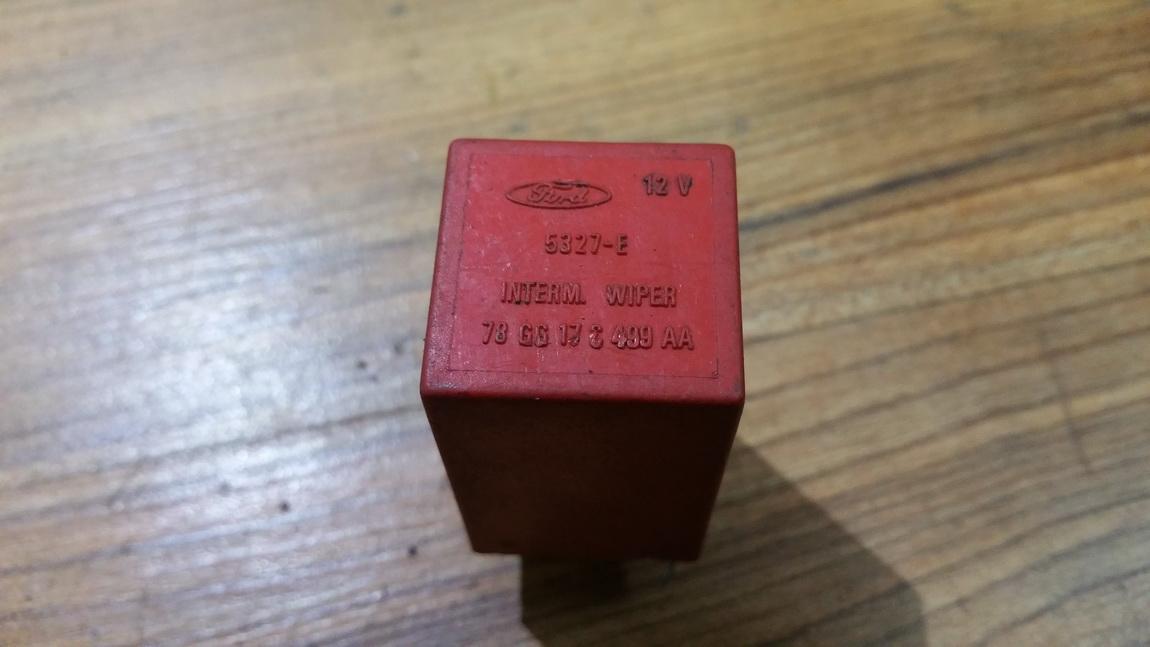 Ford 12 V
5327-E
INTERM. WIPER
78 GG 17 C 499 AA